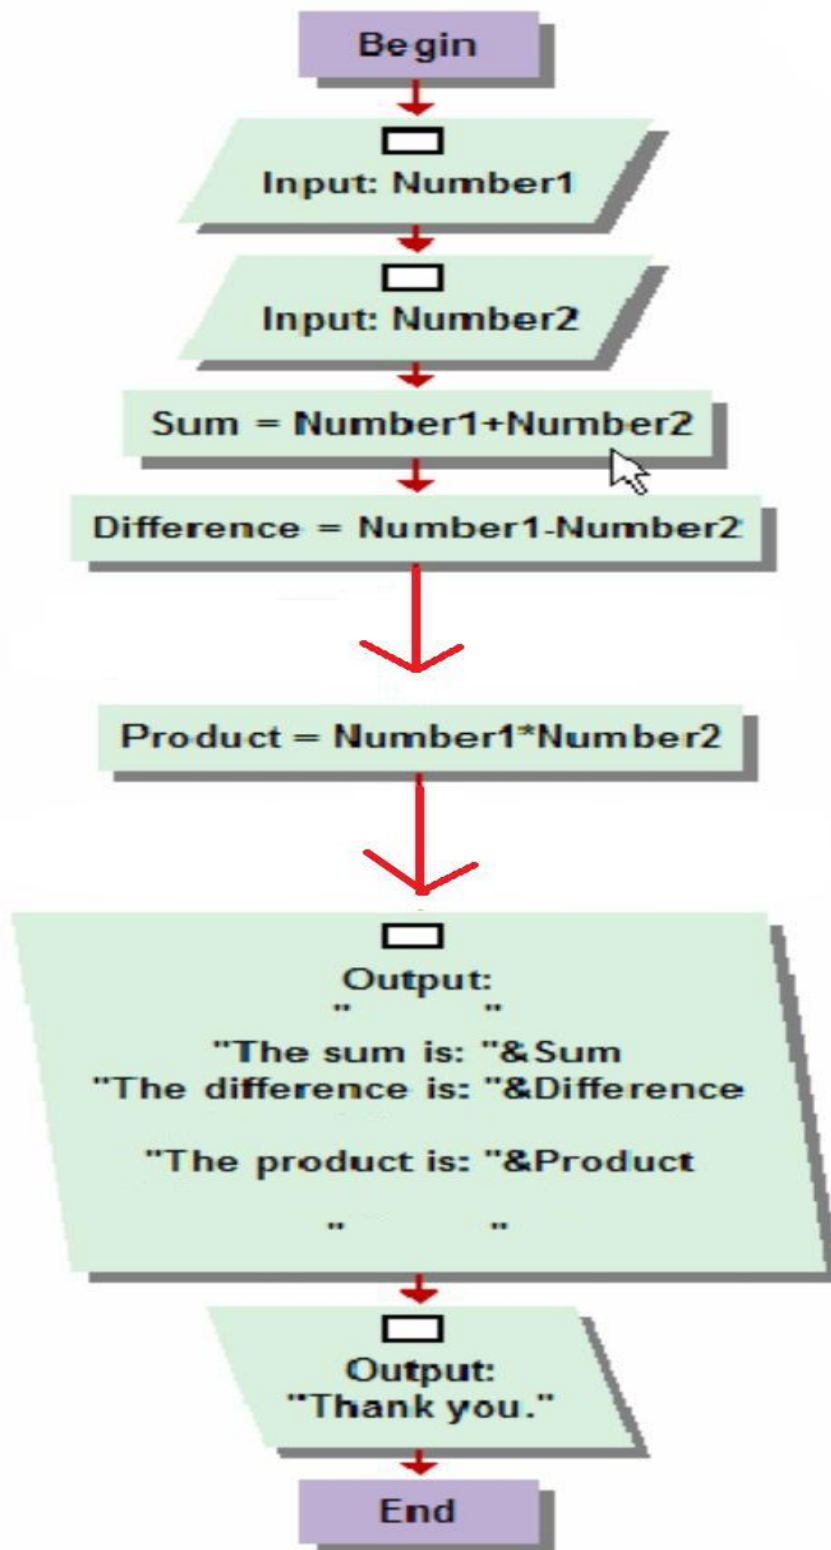 Begin
Input: Number1
Input: Number2
Sum = Number1+Number2
Difference = Number1-Number2
Product = Number1*Number2
Output:
" "
"The sum is: "&Sum
"The difference is: "&Difference
"The product is: "&Product
" "
Output:
"Thank you."
End